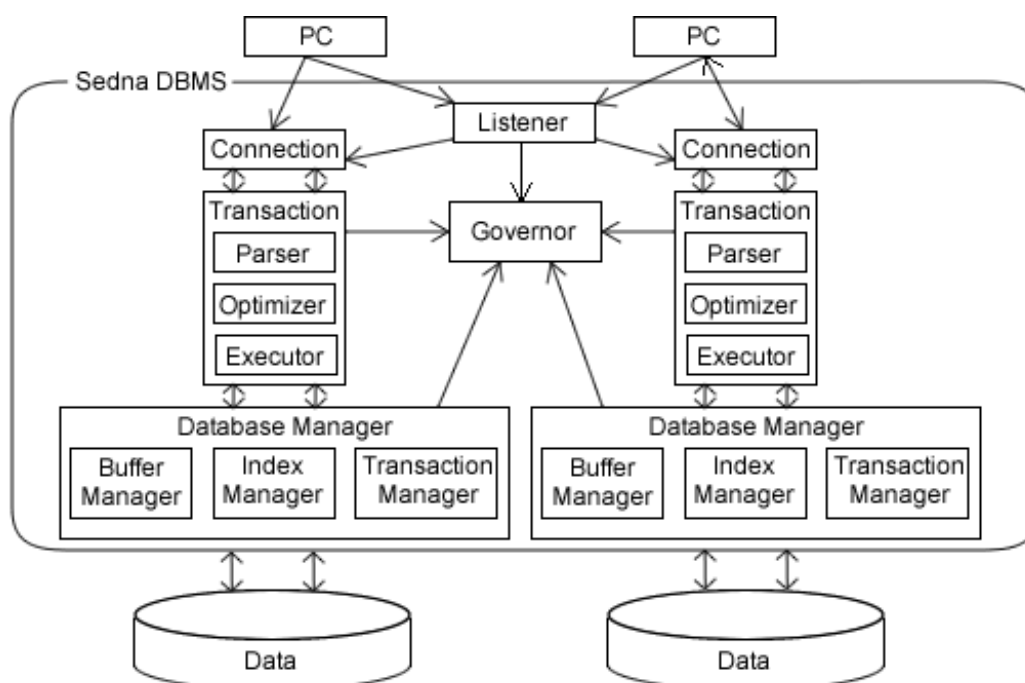 PC
PC
Sedna DBMS
Listener
Connection
Connection
Transaction
Parser
Optimizer
Executor
Governor
Transaction
Parser
Optimizer
Executor
Database Manager
Buffer
Manager
Index
Manager
Transaction
Manager
Database Manager
Buffer
Manager
Index
Manager
Transaction
Manager
Data
Data